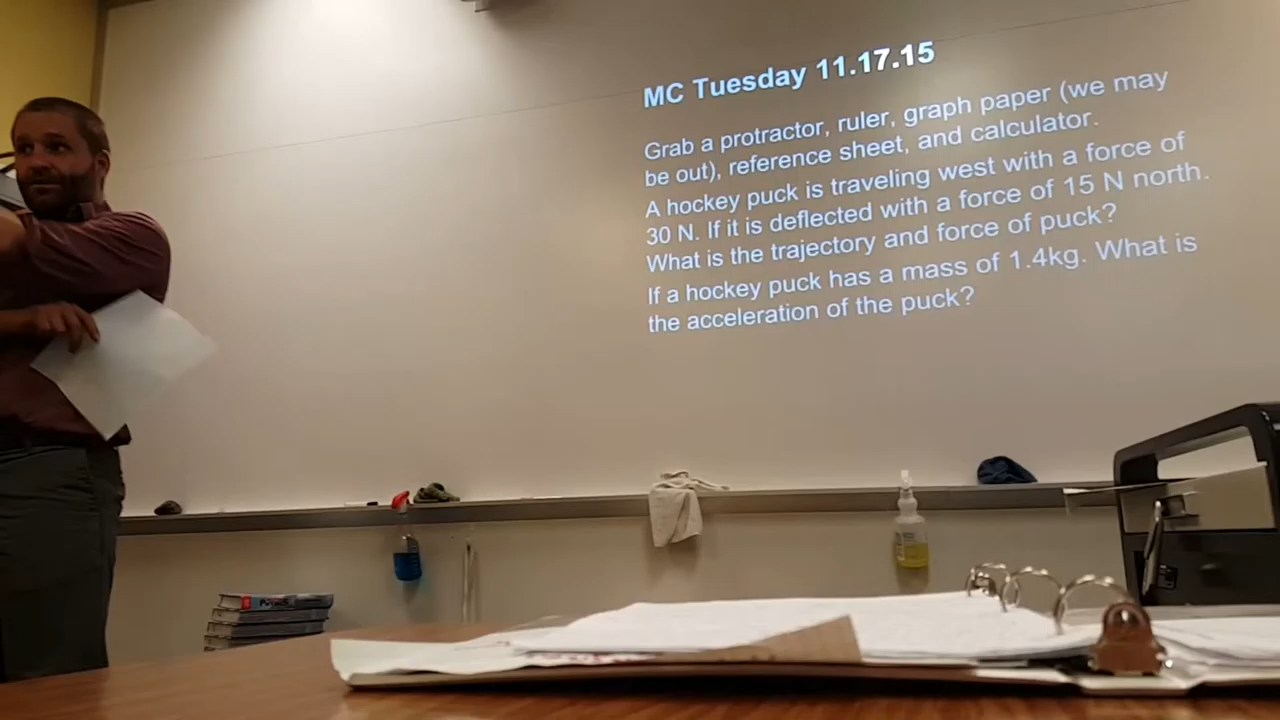 MC Tuesday 11.17.15
Grab a protractor, ruler, graph paper (we may
be out), reference sheet, and calculator.
A hockey puck is traveling west with a force of
30 N. If it is deflected with a force of 15 N north.
What is the trajectory and force of puck?
If a hockey puck has a mass of 1.4kg. What is
the acceleration of the puck?